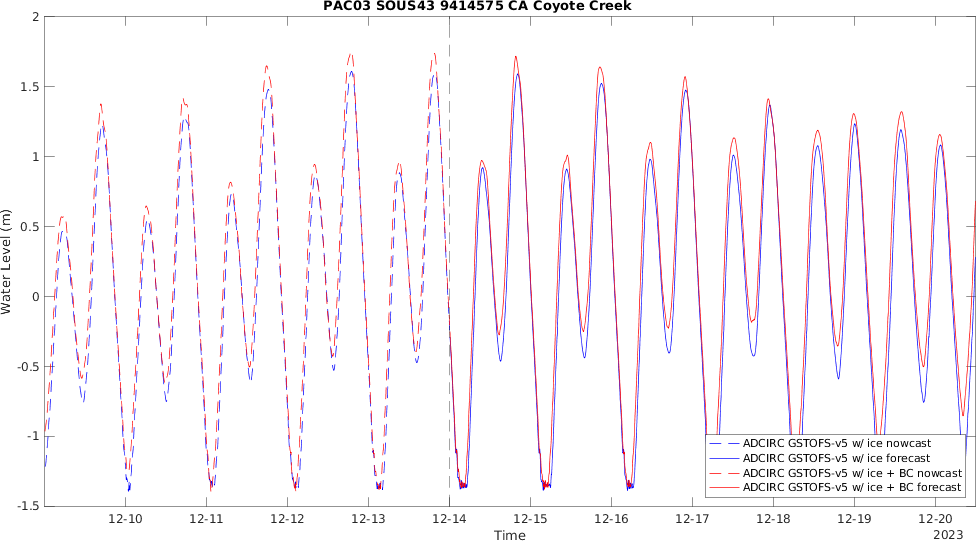 PAC03 SOUS43 9414575 CA Coyote Creek
2
1.5
1
0.5
0
-0.5
-1
-1.5
Water Level (m)
12-10 12-11 12-12 12-13 12-14 12-15 12-16 12-17 12-18 12-19 12-20
2023
Time
ADCIRC GSTOFS-v5 w/ ice nowcast
ADCIRC GSTOFS-v5 w/ ice forecast
ADCIRC GSTOFS-v5 w/ ice + BC nowcast
ADCIRC GSTOFS-v5 w/ ice + BC forecast